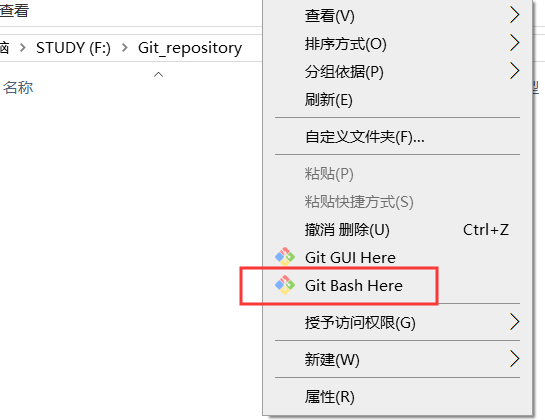 查看
查看(V)
排序方式(O)
脑 > STUDY (F:) > Git_repository
分组依据(P)
名称
型
刷新(E)
自定义文件夹(F)...
粘贴(P)
粘贴快捷方式(S)
撤消 删除(U) Ctrl+Z
Git GUI Here
Git Bash Here
授予访问权限(G)
新建(W)
属性(R)